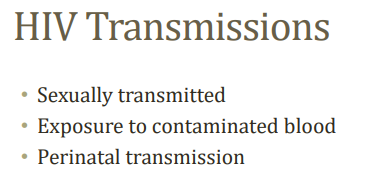 HIV Transmissions
• Sexually transmitted
• Exposure to contaminated blood
• Perinatal transmission